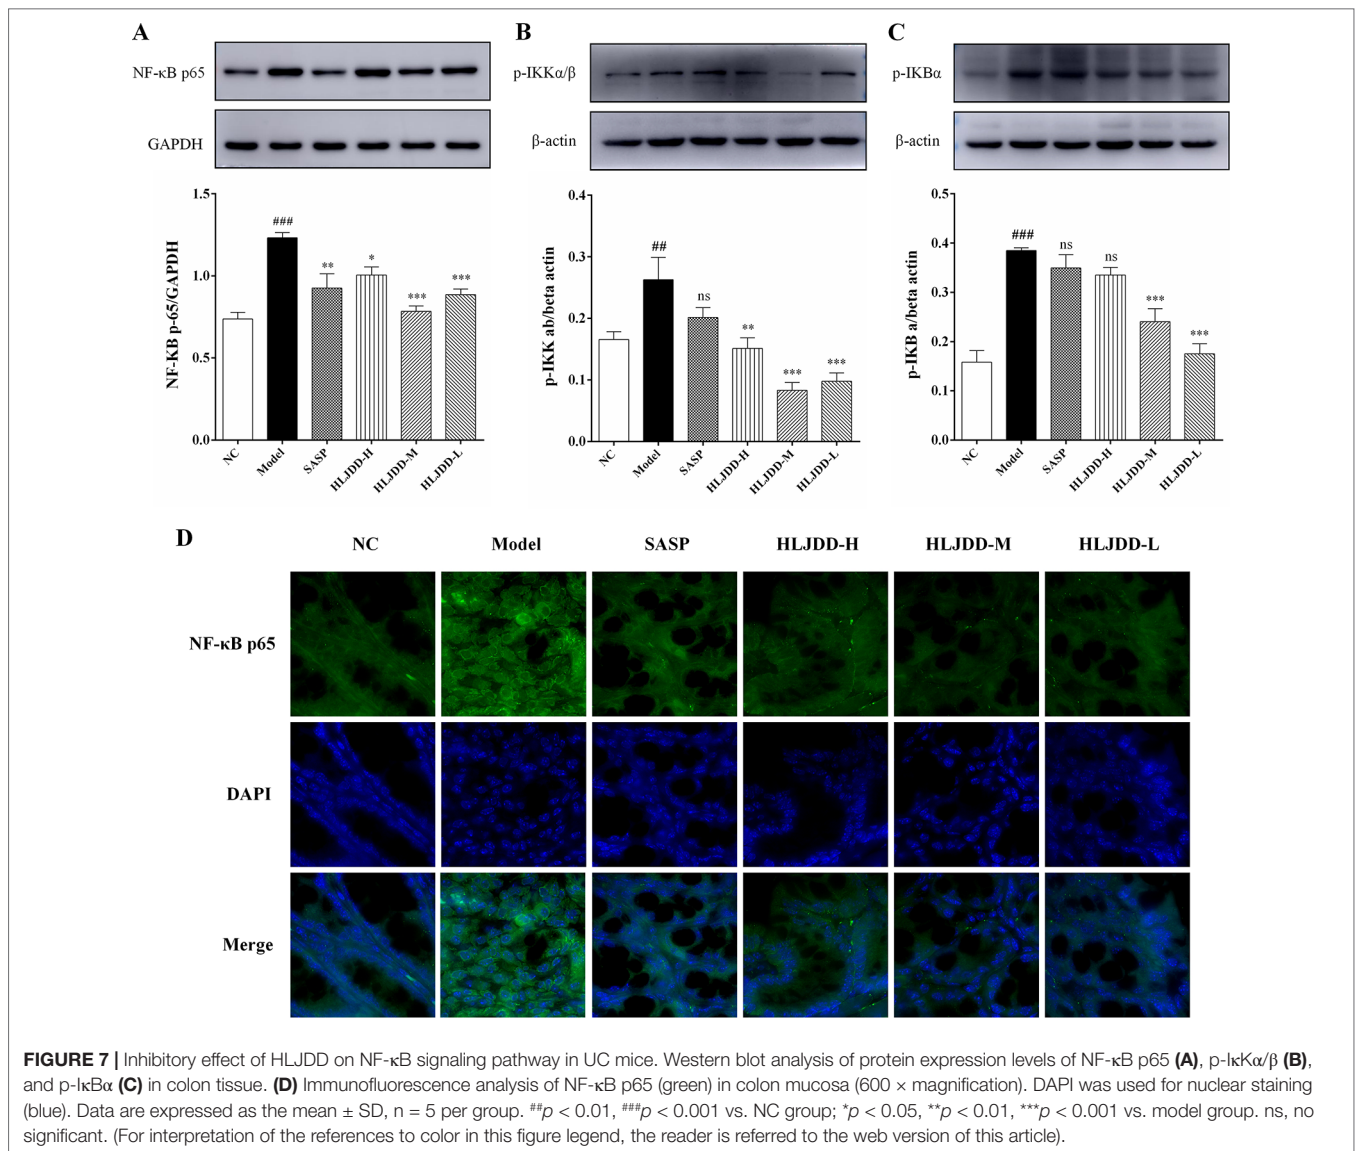 A
B
C
NF-κB p65
GAPDH
p-IKKα/β
β-actin
p-IKBα
β-actin
NF-KB p-65/GAPDH
1.5
1.0
0.5
0.0
###
**
*
***
***
NC
Model
SASP
HLJDD-H
HLJDD-M
HLJDD-L
p-IKK ab/beta actin
0.4
0.3
0.2
0.1
0.0
##
ns
**
***
***
NC
Model
SASP
HLJDD-H
HLJDD-M
HLJDD-L
p-IKB a/beta actin
0.5
0.4
0.3
0.2
0.1
0.0
###
ns
ns
***
***
NC
Model
SASP
HLJDD-H
HLJDD-M
HLJDD-L
D
NC Model SASP HLJDD-H HLJDD-M HLJDD-L
NF-κB p65
DAPI
Merge
FIGURE 7 | Inhibitory effect of HLJDD on NF-κB signaling pathway in UC mice. Western blot analysis of protein expression levels of NF-κB p65 (A), p-IκKα/β (B),
and p-IκBα (C) in colon tissue. (D) Immunofluorescence analysis of NF-κB p65 (green) in colon mucosa (600 × magnification). DAPI was used for nuclear staining
(blue). Data are expressed as the mean ± SD, n = 5 per group. ##p < 0.01, ###p < 0.001 vs. NC group; *p < 0.05, **p < 0.01, ***p < 0.001 vs. model group. ns, no
significant. (For interpretation of the references to color in this figure legend, the reader is referred to the web version of this article).